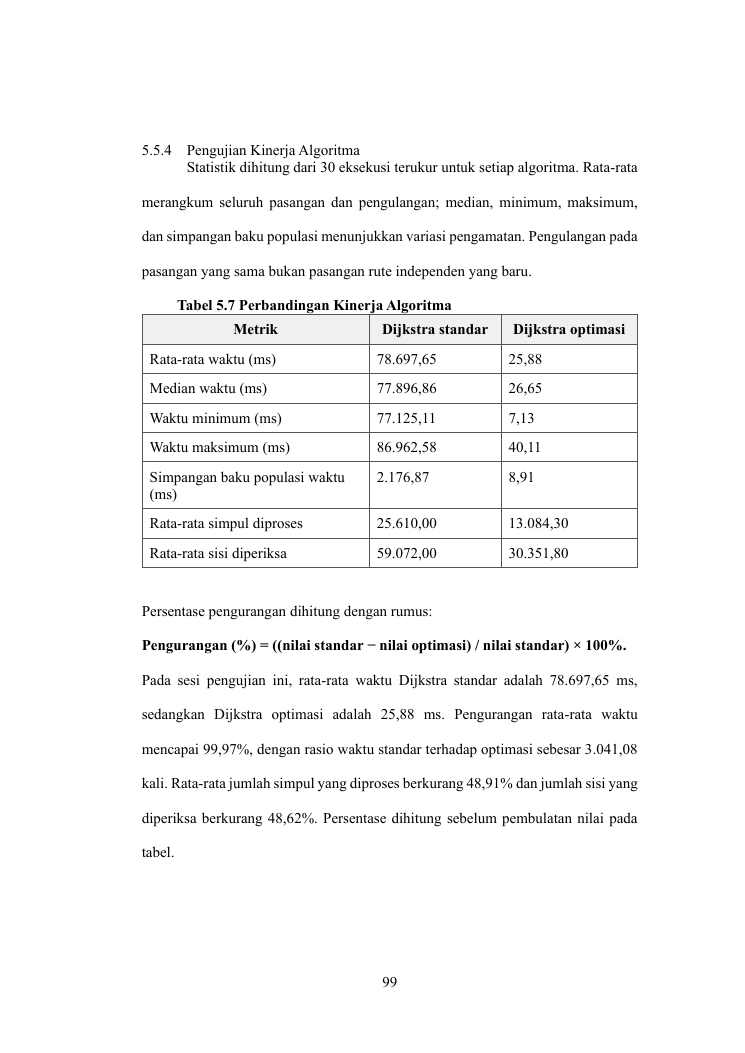 5.5.4 Pengujian Kinerja Algoritma
Statistik dihitung dari 30 eksekusi terukur untuk setiap algoritma. Rata-rata
merangkum seluruh pasangan dan pengulangan; median, minimum, maksimum,
dan simpangan baku populasi menunjukkan variasi pengamatan. Pengulangan pada
pasangan yang sama bukan pasangan rute independen yang baru.
Tabel 5.7 Perbandingan Kinerja Algoritma
Metrik Dijkstra standar Dijkstra optimasi
Rata-rata waktu (ms) 78.697,65 25,88
Median waktu (ms) 77.896,86 26,65
Waktu minimum (ms) 77.125,11 7,13
Waktu maksimum (ms) 86.962,58 40,11
Simpangan baku populasi waktu 2.176,87 8,91
(ms)
Rata-rata simpul diproses 25.610,00 13.084,30
Rata-rata sisi diperiksa 59.072,00 30.351,80
Persentase pengurangan dihitung dengan rumus:
Pengurangan (%) = ((nilai standar − nilai optimasi) / nilai standar) × 100%.
Pada sesi pengujian ini, rata-rata waktu Dijkstra standar adalah 78.697,65 ms,
sedangkan Dijkstra optimasi adalah 25,88 ms. Pengurangan rata-rata waktu
mencapai 99,97%, dengan rasio waktu standar terhadap optimasi sebesar 3.041,08
kali. Rata-rata jumlah simpul yang diproses berkurang 48,91% dan jumlah sisi yang
diperiksa berkurang 48,62%. Persentase dihitung sebelum pembulatan nilai pada
tabel.
99